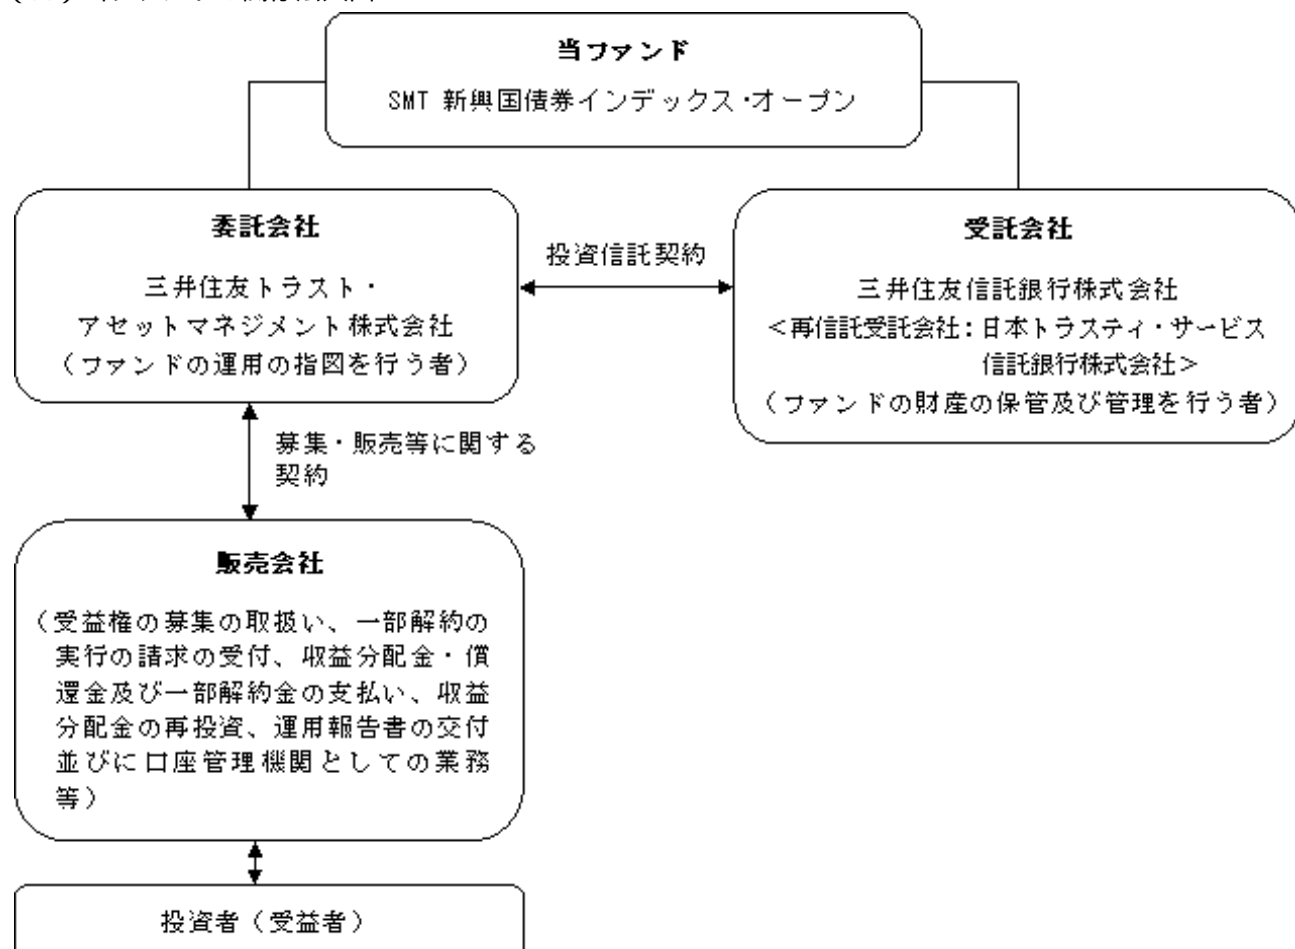 当ファンド
SMT 新興国債券インデックス・オープン
委託会社
三井住友トラスト・
アセットマネジメント株式会社
（ファンドの運用の指図を行う者）
投資信託契約
受託会社
三井住友信託銀行株式会社
＜再信託受託会社：日本トラスティ・サービス
信託銀行株式会社＞
（ファンドの財産の保管及び管理を行う者）
募集・販売等に関する
契約
販売会社
（受益権の募集の取扱い、一部解約の
実行の請求の受付、収益分配金・償
還金及び一部解約金の支払い、収益
分配金の再投資、運用報告書の交付
並びに口座管理機関としての業務
等）
投資者（受益者）